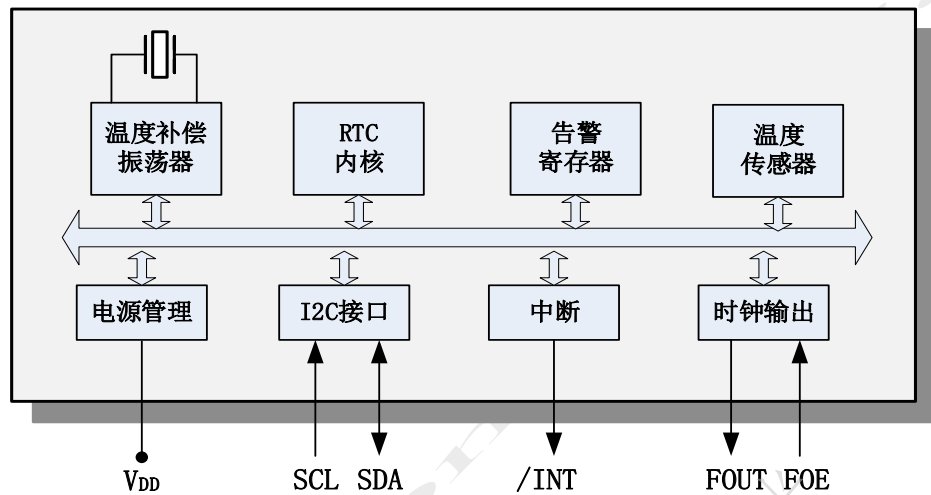 温度补偿
振荡器
RTC
内核
告警
寄存器
温度
传感器
电源管理
I2C接口
中断
时钟输出
VDD
SCL SDA
/INT
FOUT FOE